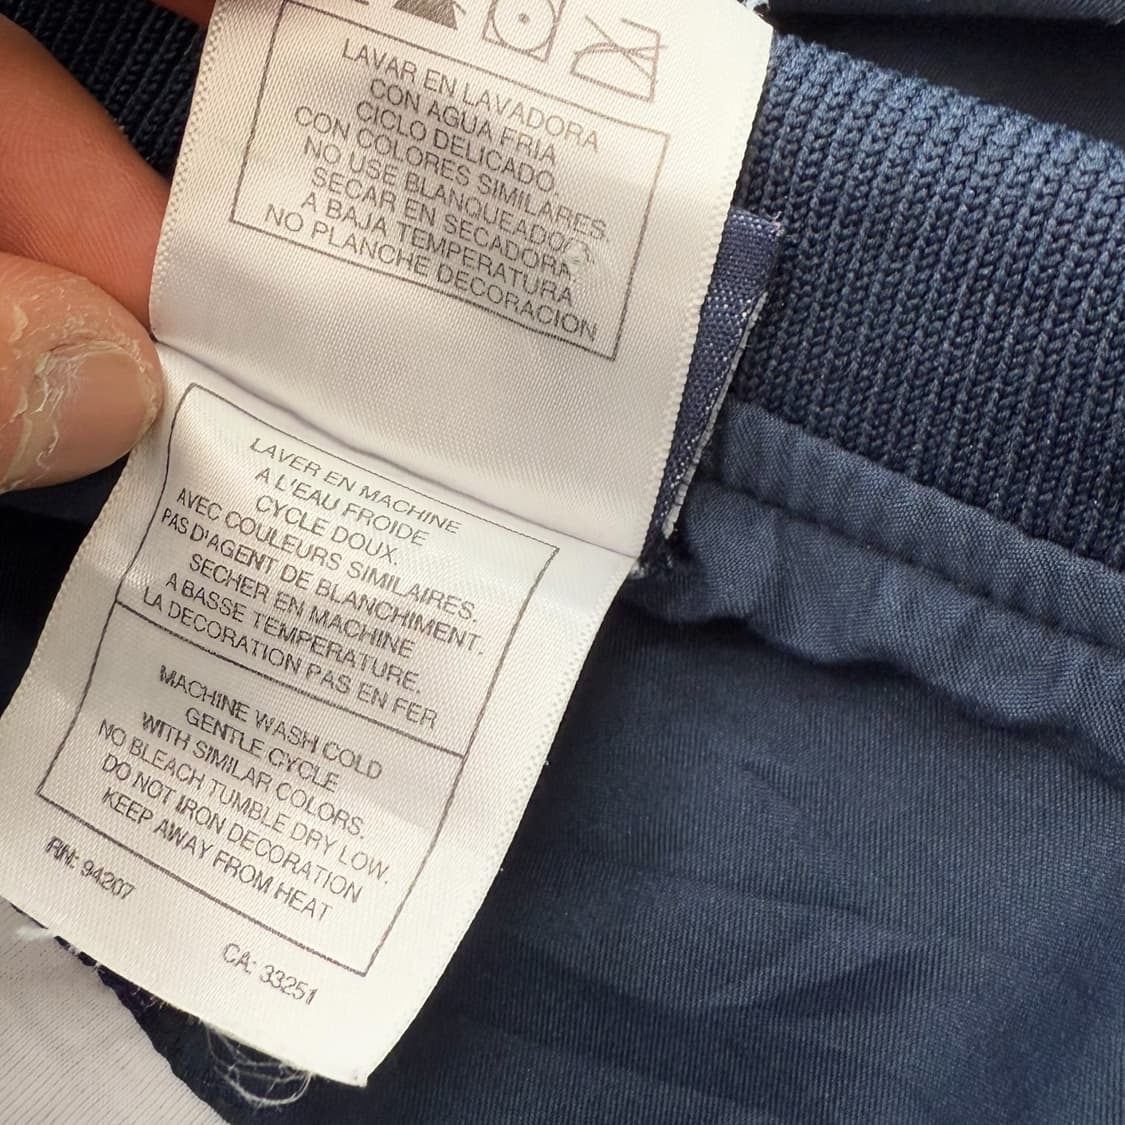 LAVAR EN LAVADORA
CON AGUA FRIA
CICLO DELICADO.
CON COLORES SIMILARES.
NO USE BLANQUEADOR
SECAR EN SECADORA
A BAJA TEMPERATURA
NO PLANCHE DECORACION
LAVER EN MACHINE
A L'EAU FROIDE
CYCLE DOUX.
AVEC COULEURS SIMILAIRES.
PAS D'AGENT DE BLANCHIMENT.
SECHER EN MACHINE
A BASSE TEMPERATURE.
LA DECORATION PAS EN FER
MACHINE WASH COLD
GENTLE CYCLE
WITH SIMILAR COLORS.
NO BLEACH TUMBLE DRY LOW.
DO NOT IRON DECORATION
KEEP AWAY FROM HEAT
RN: 94207
CA: 33251